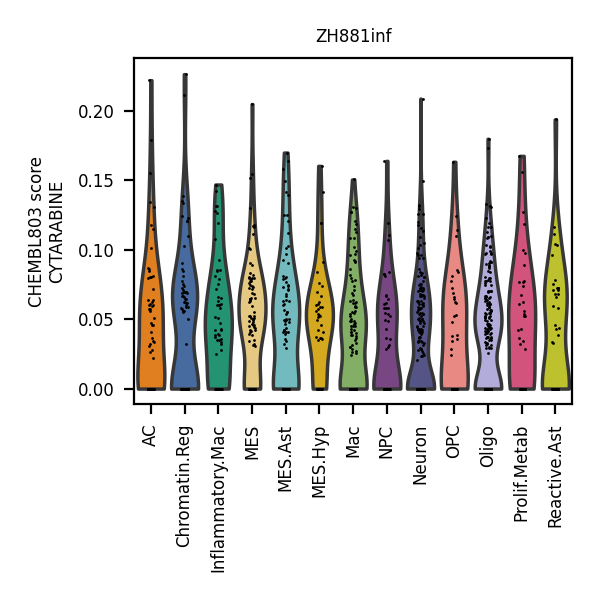 ZH881inf
CHEMBL803 score
CYTARABINE
0.20
0.15
0.10
0.05
0.00
AC
Chromatin.Reg
Inflammatory.Mac
MES
MES.Ast
MES.Hyp
Mac
NPC
Neuron
OPC
Oligo
Prolif.Metab
Reactive.Ast